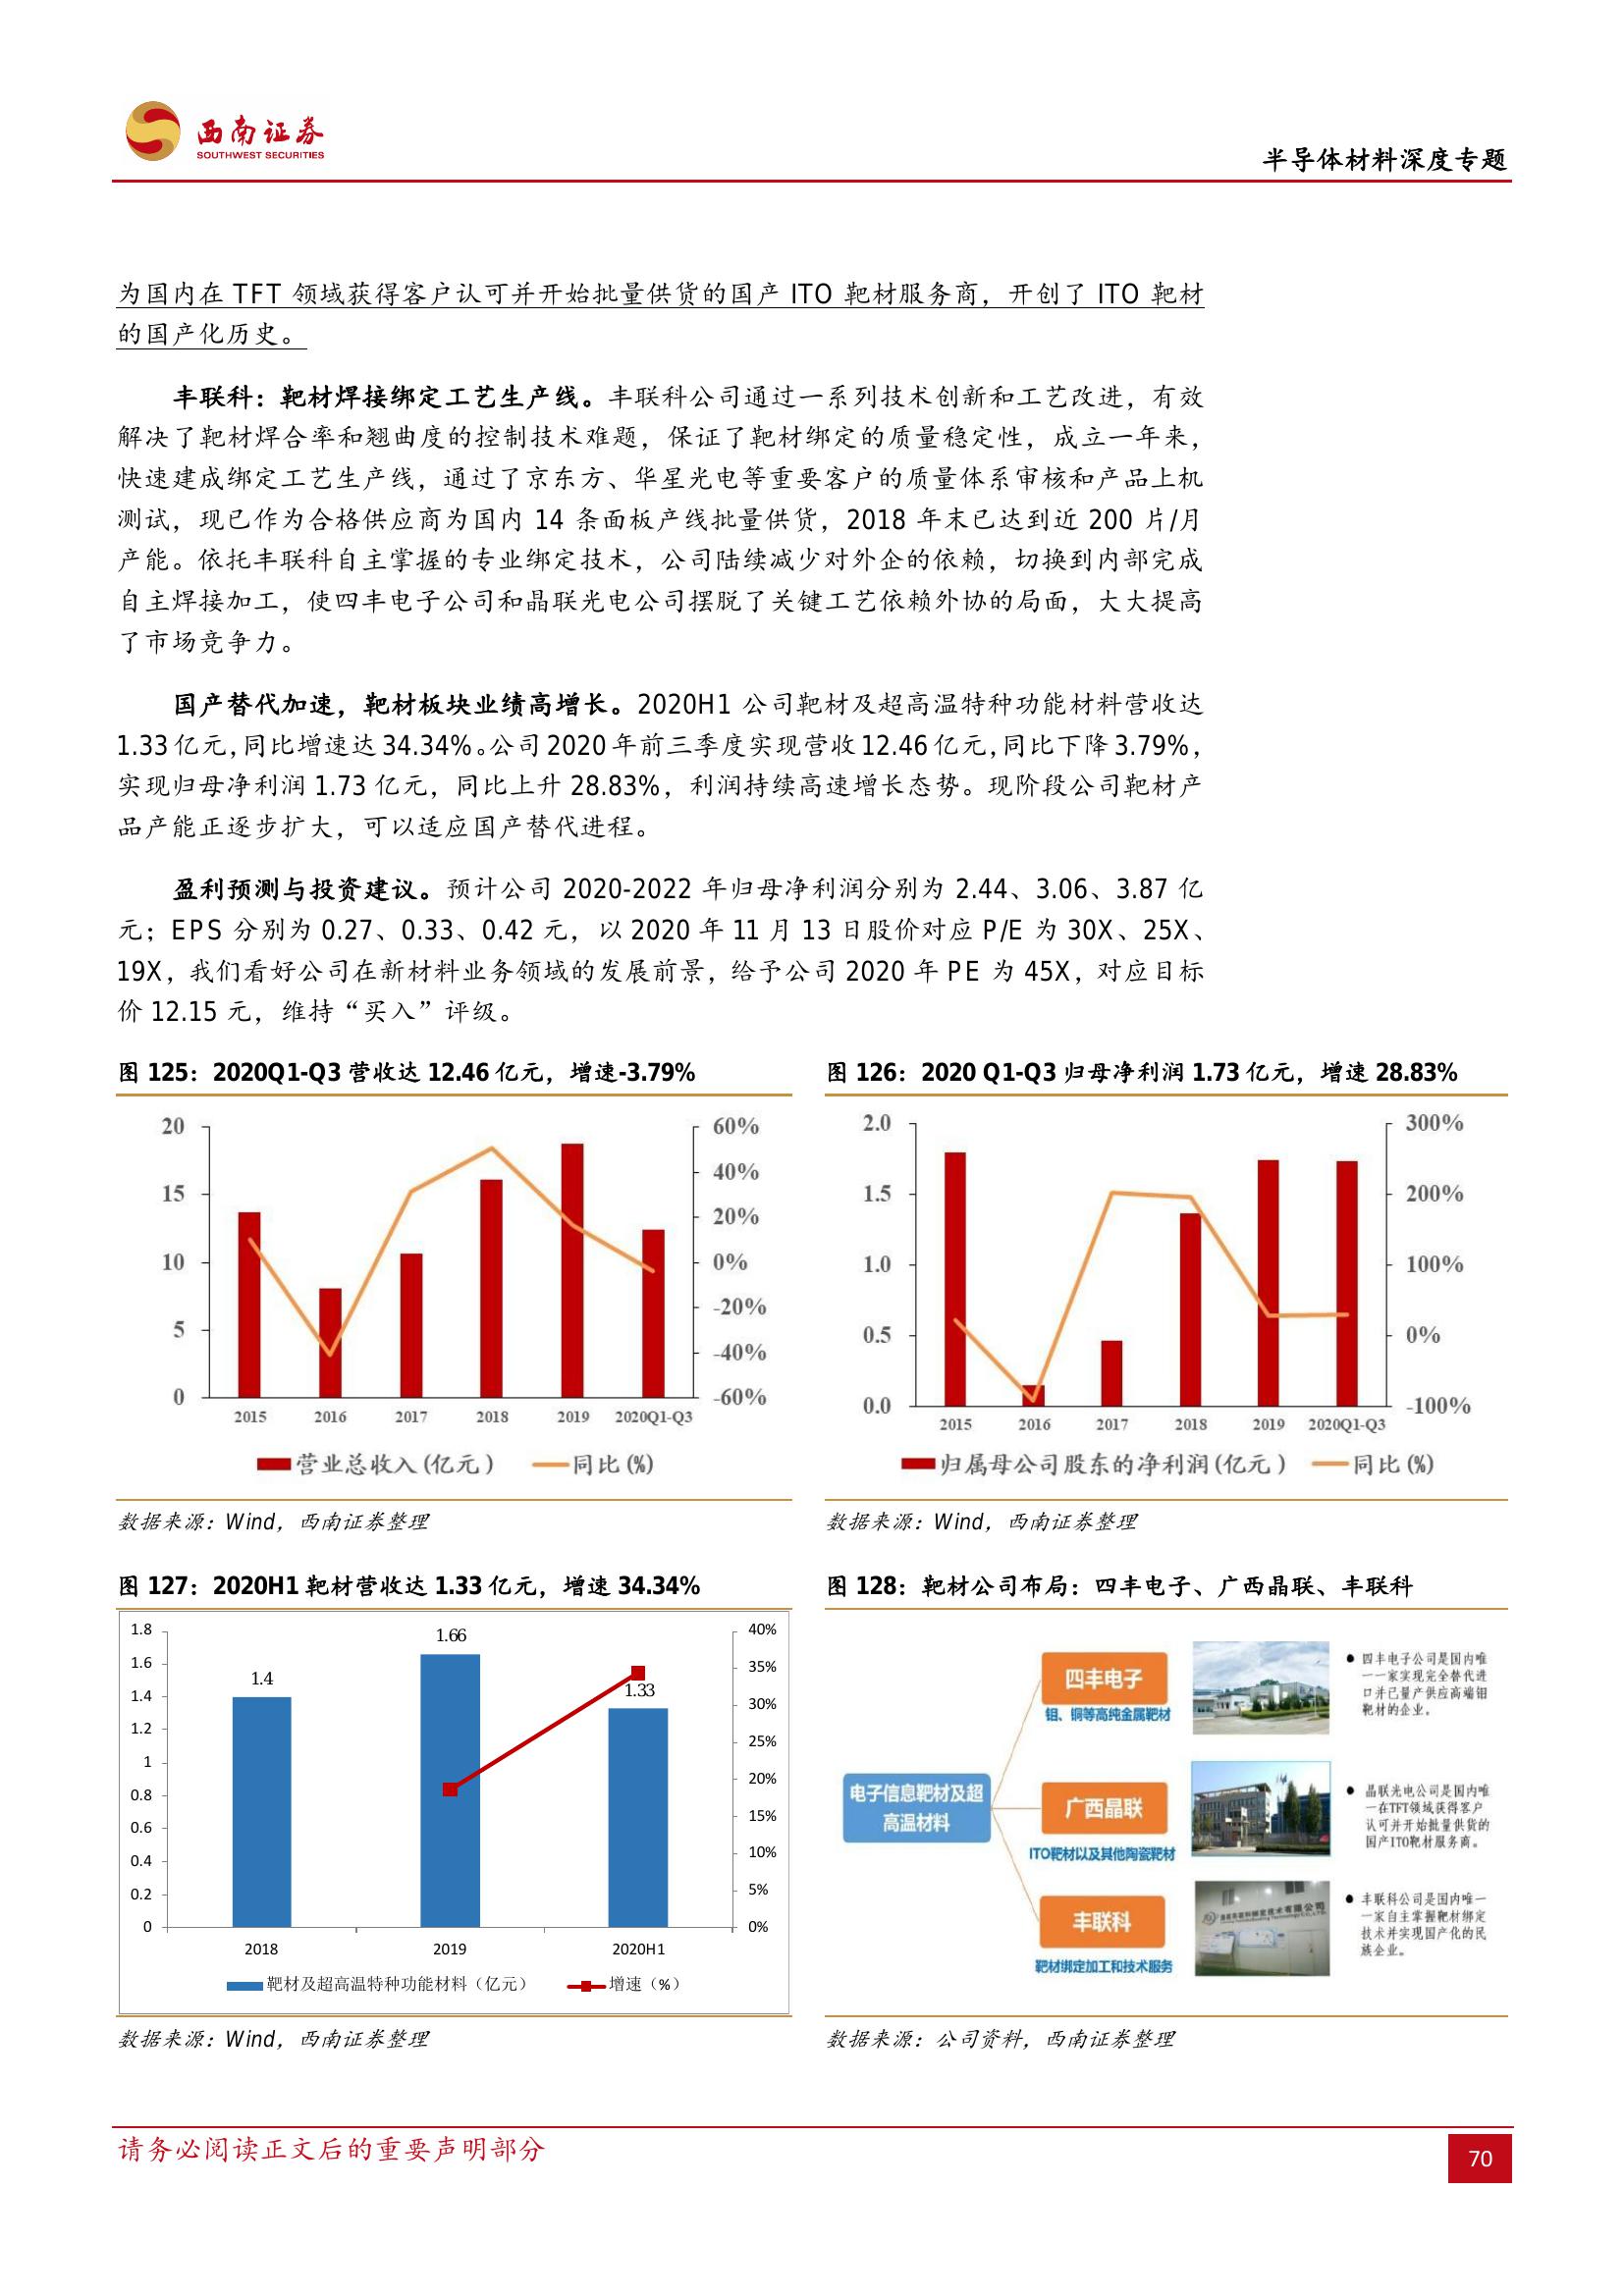 西南证券
SOUTHWEST SECURITIES
半导体材料深度专题
为国内在 TFT 领域获得客户认可并开始批量供货的国产 ITO 靶材服务商，开创了 ITO 靶材
的国产化历史。
丰联科：靶材焊接绑定工艺生产线。丰联科公司通过一系列技术创新和工艺改进，有效
解决了靶材焊合率和翘曲度的控制技术难题，保证了靶材绑定的质量稳定性，成立一年来，
快速建成绑定工艺生产线，通过了京东方、华星光电等重要客户的质量体系审核和产品上机
测试，现已作为合格供应商为国内 14 条面板产线批量供货，2018 年末已达到近 200 片/月
产能。依托丰联科自主掌握的专业绑定技术，公司陆续减少对外企的依赖，切换到内部完成
自主焊接加工，使四丰电子公司和晶联光电公司摆脱了关键工艺依赖外协的局面，大大提高
了市场竞争力。
国产替代加速，靶材板块业绩高增长。2020H1 公司靶材及超高温特种功能材料营收达
1.33 亿元，同比增速达 34.34%。公司 2020 年前三季度实现营收 12.46 亿元，同比下降 3.79%，
实现归母净利润 1.73 亿元，同比上升 28.83%，利润持续高速增长态势。现阶段公司靶材产
品产能正逐步扩大，可以适应国产替代进程。
盈利预测与投资建议。预计公司 2020-2022 年归母净利润分别为 2.44、3.06、3.87 亿
元；EPS 分别为 0.27、0.33、0.42 元，以 2020 年 11 月 13 日股价对应 P/E 为 30X、25X、
19X，我们看好公司在新材料业务领域的发展前景，给予公司 2020 年 PE 为 45X，对应目标
价 12.15 元，维持“买入”评级。
图 125：2020Q1-Q3 营收达 12.46 亿元，增速-3.79%
20
15
10
5
0
60%
40%
20%
0%
-20%
-40%
-60%
2015 2016 2017 2018 2019 2020Q1-Q3
营业总收入(亿元) 同比(%)
数据来源：Wind，西南证券整理
图 126：2020 Q1-Q3 归母净利润 1.73 亿元，增速 28.83%
2.0
1.5
1.0
0.5
0.0
300%
200%
100%
0%
-100%
2015 2016 2017 2018 2019 2020Q1-Q3
归属母公司股东的净利润(亿元) 同比(%)
数据来源：Wind，西南证券整理
图 127：2020H1 靶材营收达 1.33 亿元，增速 34.34%
1.8
1.6
1.4
1.2
1
0.8
0.6
0.4
0.2
0
1.4
1.66
1.33
40%
35%
30%
25%
20%
15%
10%
5%
0%
2018 2019 2020H1
靶材及超高温特种功能材料（亿元） 增速（%）
数据来源：Wind，西南证券整理
图 128：靶材公司布局：四丰电子、广西晶联、丰联科
电子信息靶材及超
高温材料
四丰电子
钼、铜等高纯金属靶材
● 四丰电子公司是国内唯
一一家实现完全替代进
口并已量产供应高端钼
靶材的企业。
广西晶联
ITO靶材以及其他陶瓷靶材
● 晶联光电公司是国内唯
一在TFT领域获得客户
认可并开始批量供货的
国产ITO靶材服务商。
丰联科
靶材绑定加工和技术服务
● 丰联科公司是国内唯一
一家自主掌握靶材绑定
技术并实现国产化的民
族企业。
数据来源：公司资料，西南证券整理
请务必阅读正文后的重要声明部分
70